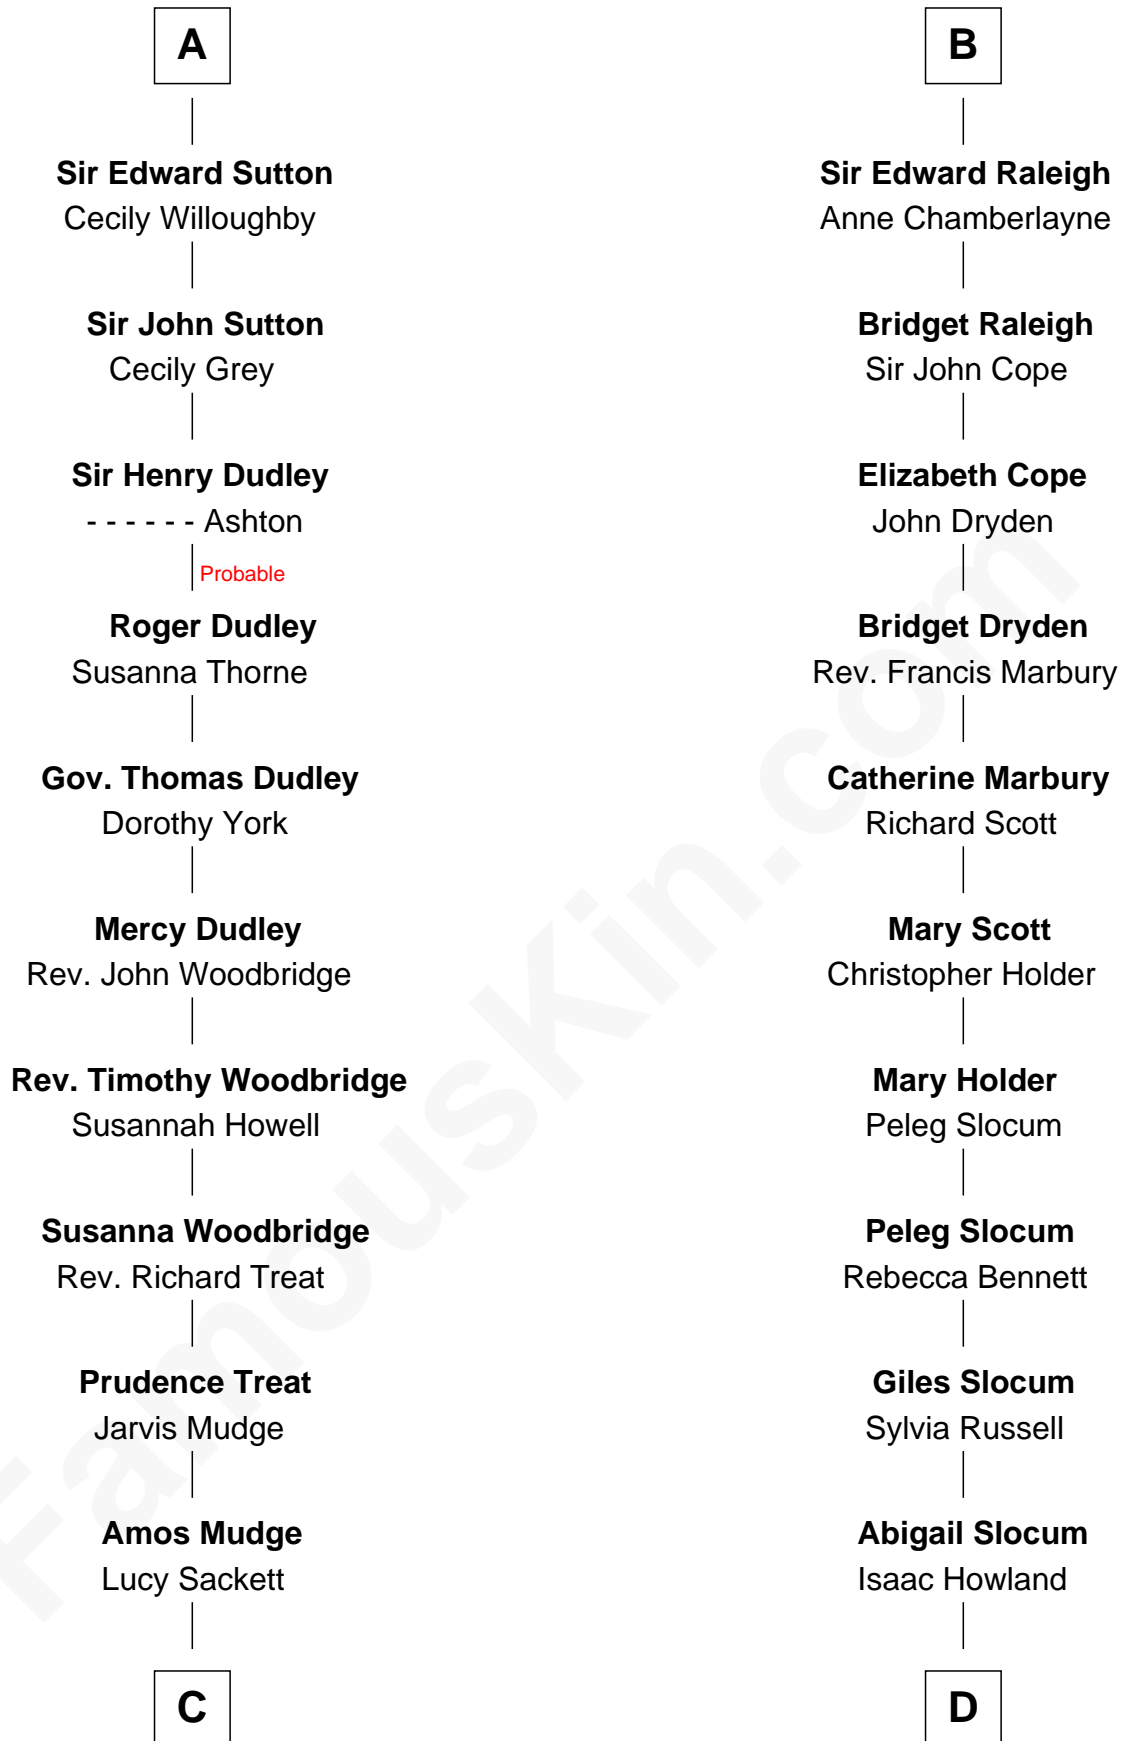 A
Sir Edward Sutton
Cecily Willoughby
Sir John Sutton
Cecily Grey
Sir Henry Dudley
- - - - - - Ashton
Probable
Roger Dudley
Susanna Thorne
Gov. Thomas Dudley
Dorothy York
Mercy Dudley
Rev. John Woodbridge
Rev. Timothy Woodbridge
Susannah Howell
Susanna Woodbridge
Rev. Richard Treat
Prudence Treat
Jarvis Mudge
Amos Mudge
Lucy Sackett
C
B
Sir Edward Raleigh
Anne Chamberlayne
Bridget Raleigh
Sir John Cope
Elizabeth Cope
John Dryden
Bridget Dryden
Rev. Francis Marbury
Catherine Marbury
Richard Scott
Mary Scott
Christopher Holder
Mary Holder
Peleg Slocum
Peleg Slocum
Rebecca Bennett
Giles Slocum
Sylvia Russell
Abigail Slocum
Isaac Howland
D
FamousKin.com